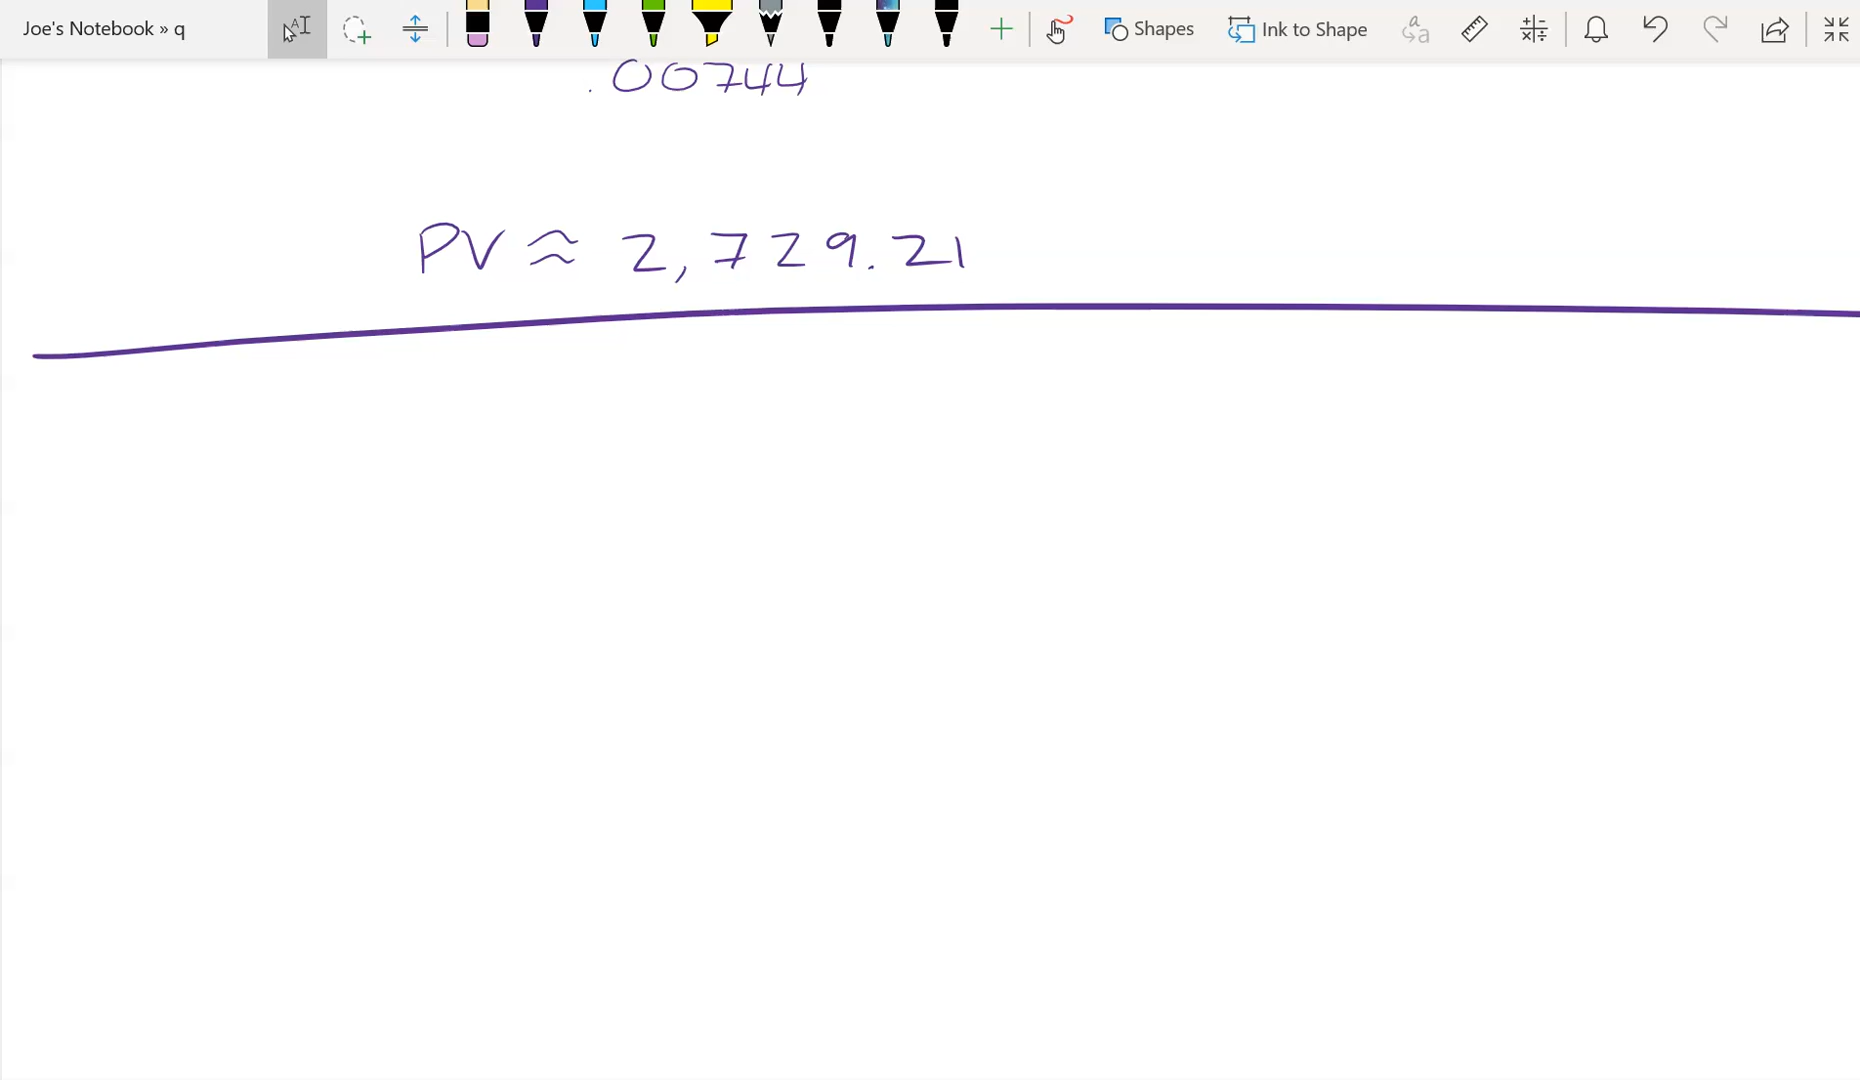 Joe's Notebook » q
Shapes
Ink to Shape
.00744
PV ≈ 2,729.21